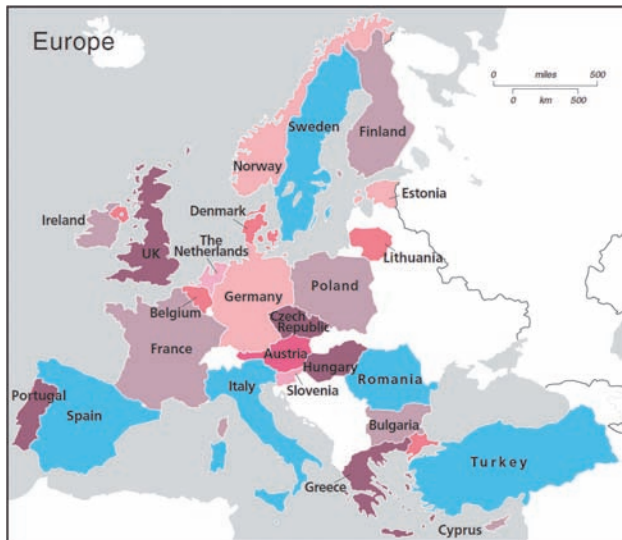 Europe
0 miles 500
0 km 500
Sweden
Finland
Norway
Estonia
Denmark
Ireland
The
Netherlands
Lithuania
UK
Germany
Poland
Belgium
Czech
Republic
France
Austria
Hungary
Romania
Italy
Slovenia
Portugal
Spain
Bulgaria
Turkey
Greece
Cyprus